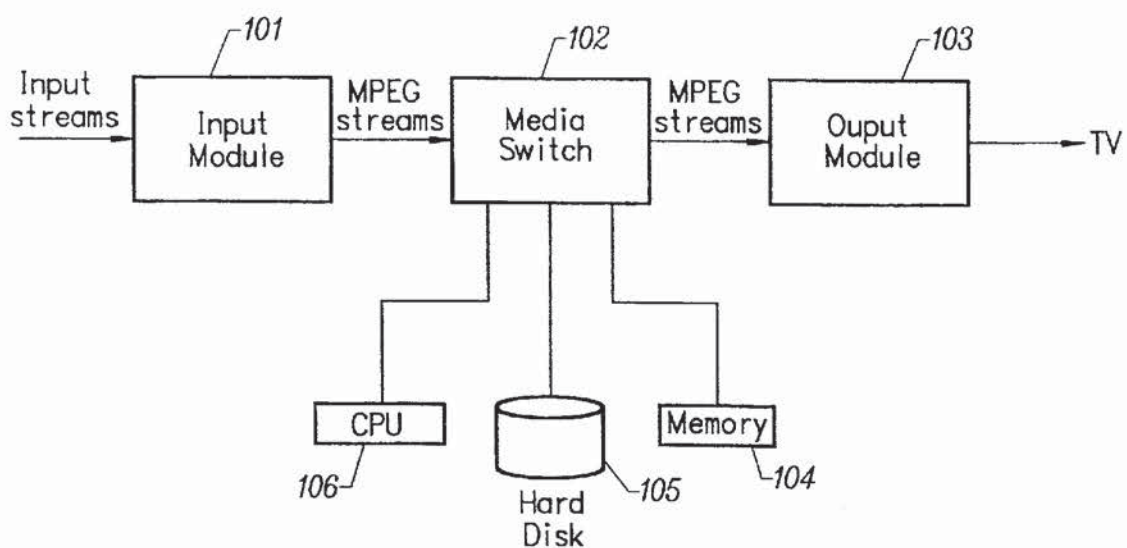 101
102
103
Input
streams
Input
Module
MPEG
streams
Media
Switch
MPEG
streams
Ouput
Module
TV
CPU
106
Hard
Disk
105
Memory
104